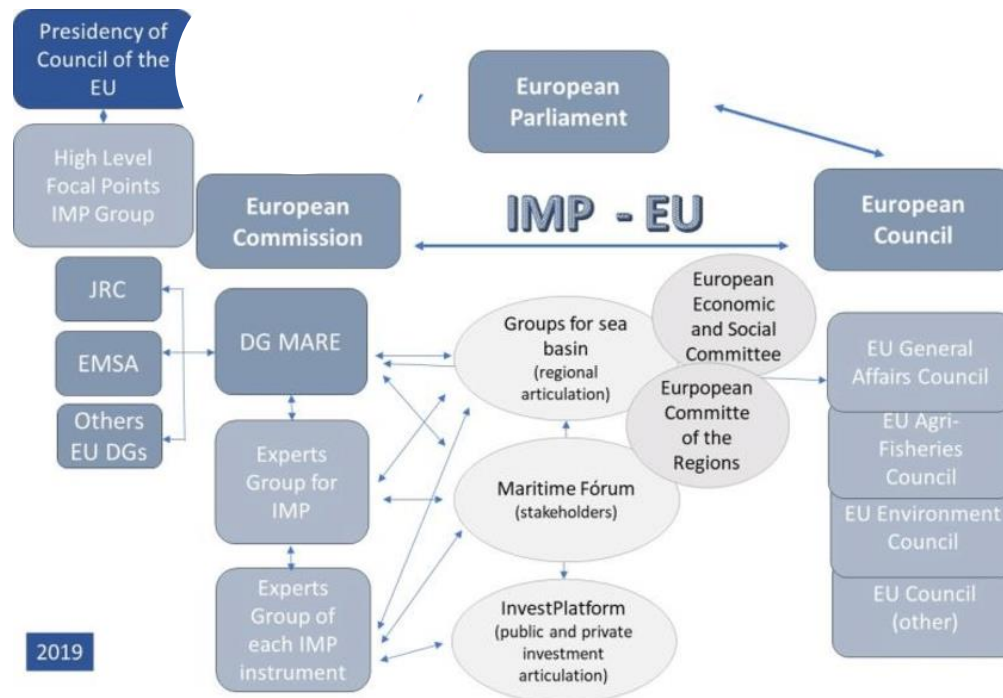 Presidency of
Council of the
EU
High Level
Focal Points
IMP Group
European
Parliament
European
Commission
IMP - EU
European
Council
JRC
EMSA
Others
EU DGs
DG MARE
Experts
Group for
IMP
Experts
Group of
each IMP
instrument
Groups for sea
basin
(regional
articulation)
Maritime Fórum
(stakeholders)
InvestPlatform
(public and private
investment
articulation)
European
Economic
and Social
Committee
Eurpopean
Committe
of the
Regions
EU General
Affairs Council
EU Agri-
Fisheries
Council
EU Environment
Council
EU Council
(other)
2019